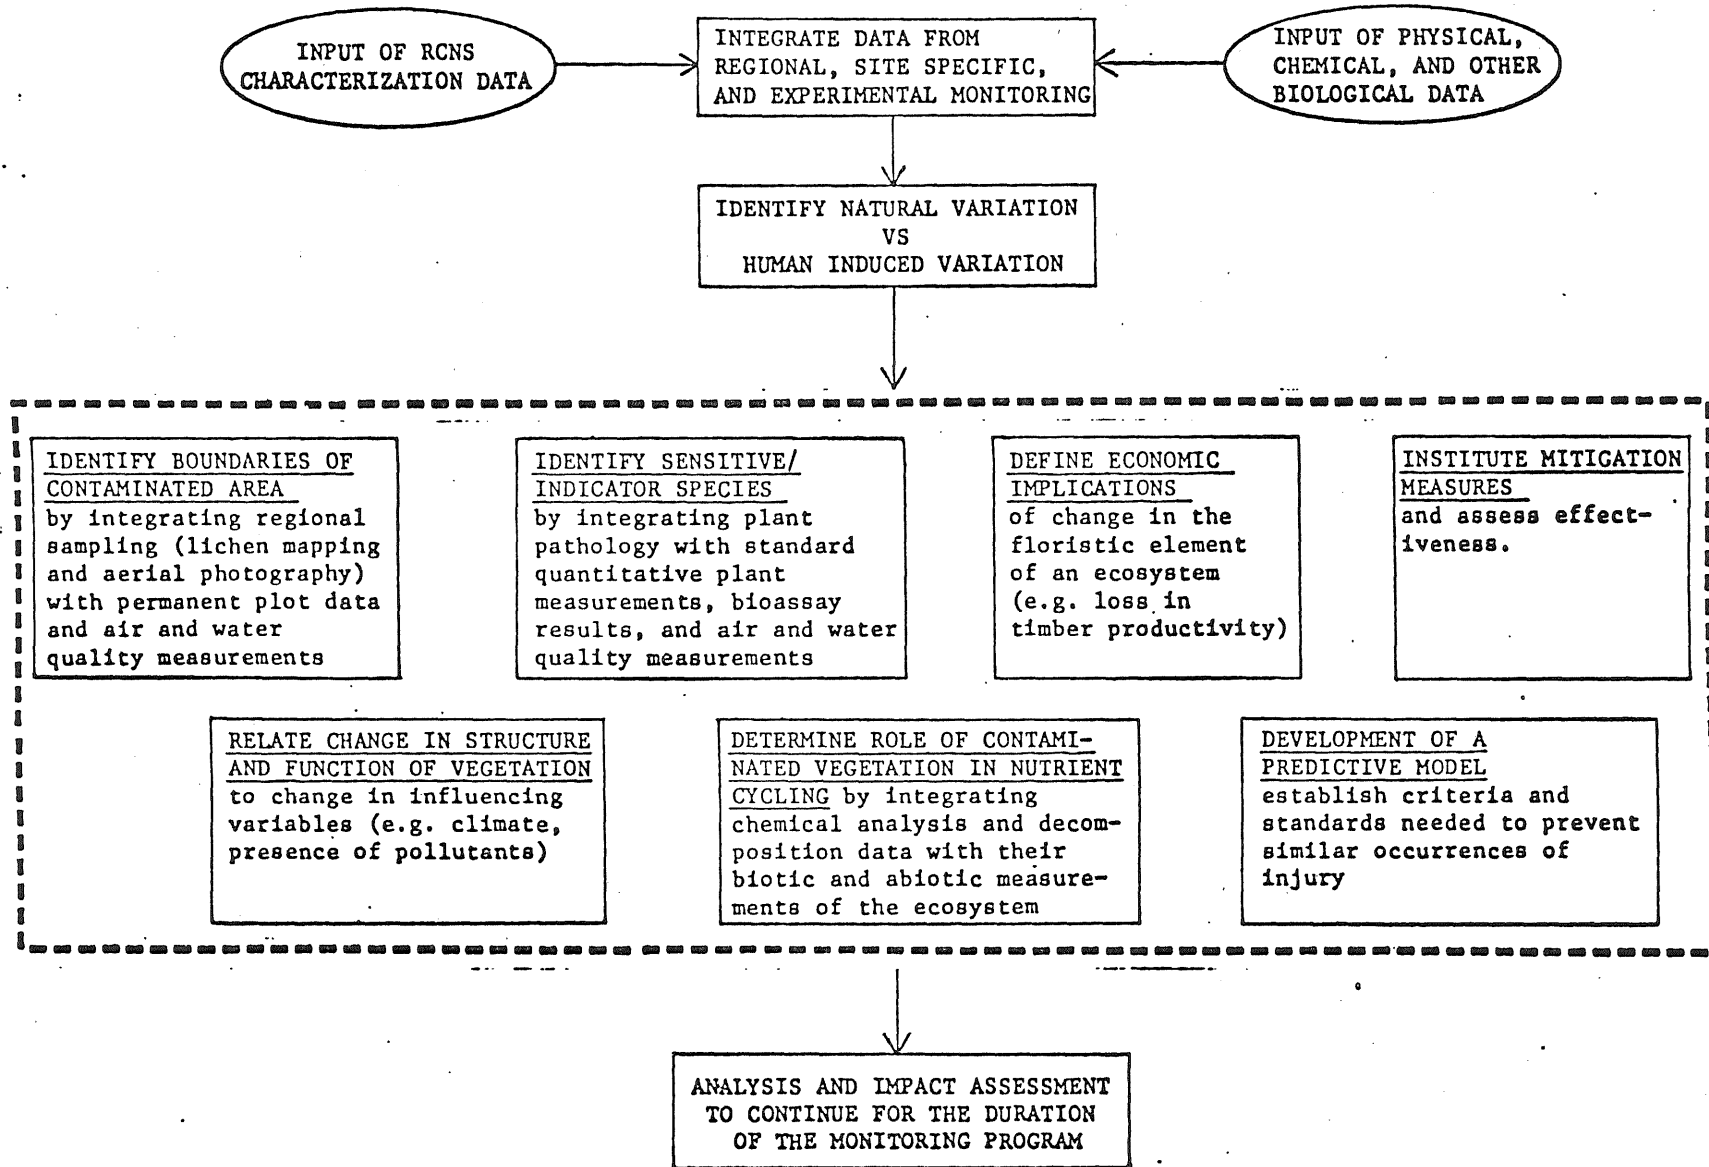 INPUT OF RCNS
CHARACTERIZATION DATA
INTEGRATE DATA FROM
REGIONAL, SITE SPECIFIC,
AND EXPERIMENTAL MONITORING
INPUT OF PHYSICAL,
CHEMICAL, AND OTHER
BIOLOGICAL DATA
IDENTIFY NATURAL VARIATION
VS
HUMAN INDUCED VARIATION
IDENTIFY BOUNDARIES OF
CONTAMINATED AREA
by integrating regional
sampling (lichen mapping
and aerial photography)
with permanent plot data
and air and water
quality measurements
IDENTIFY SENSITIVE/
INDICATOR SPECIES
by integrating plant
pathology with standard
quantitative plant
measurements, bioassay
results, and air and water
quality measurements
DEFINE ECONOMIC
IMPLICATIONS
of change in the
floristic element
of an ecosystem
(e.g. loss in
timber productivity)
INSTITUTE MITIGATION
MEASURES
and assess effect-
iveness.
RELATE CHANGE IN STRUCTURE
AND FUNCTION OF VEGETATION
to change in influencing
variables (e.g. climate,
presence of pollutants)
DETERMINE ROLE OF CONTAMI-
NATED VEGETATION IN NUTRIENT
CYCLING by integrating
chemical analysis and decom-
position data with their
biotic and abiotic measure-
ments of the ecosystem
DEVELOPMENT OF A
PREDICTIVE MODEL
establish criteria and
standards needed to prevent
similar occurrences of
injury
ANALYSIS AND IMPACT ASSESSMENT
TO CONTINUE FOR THE DURATION
OF THE MONITORING PROGRAM